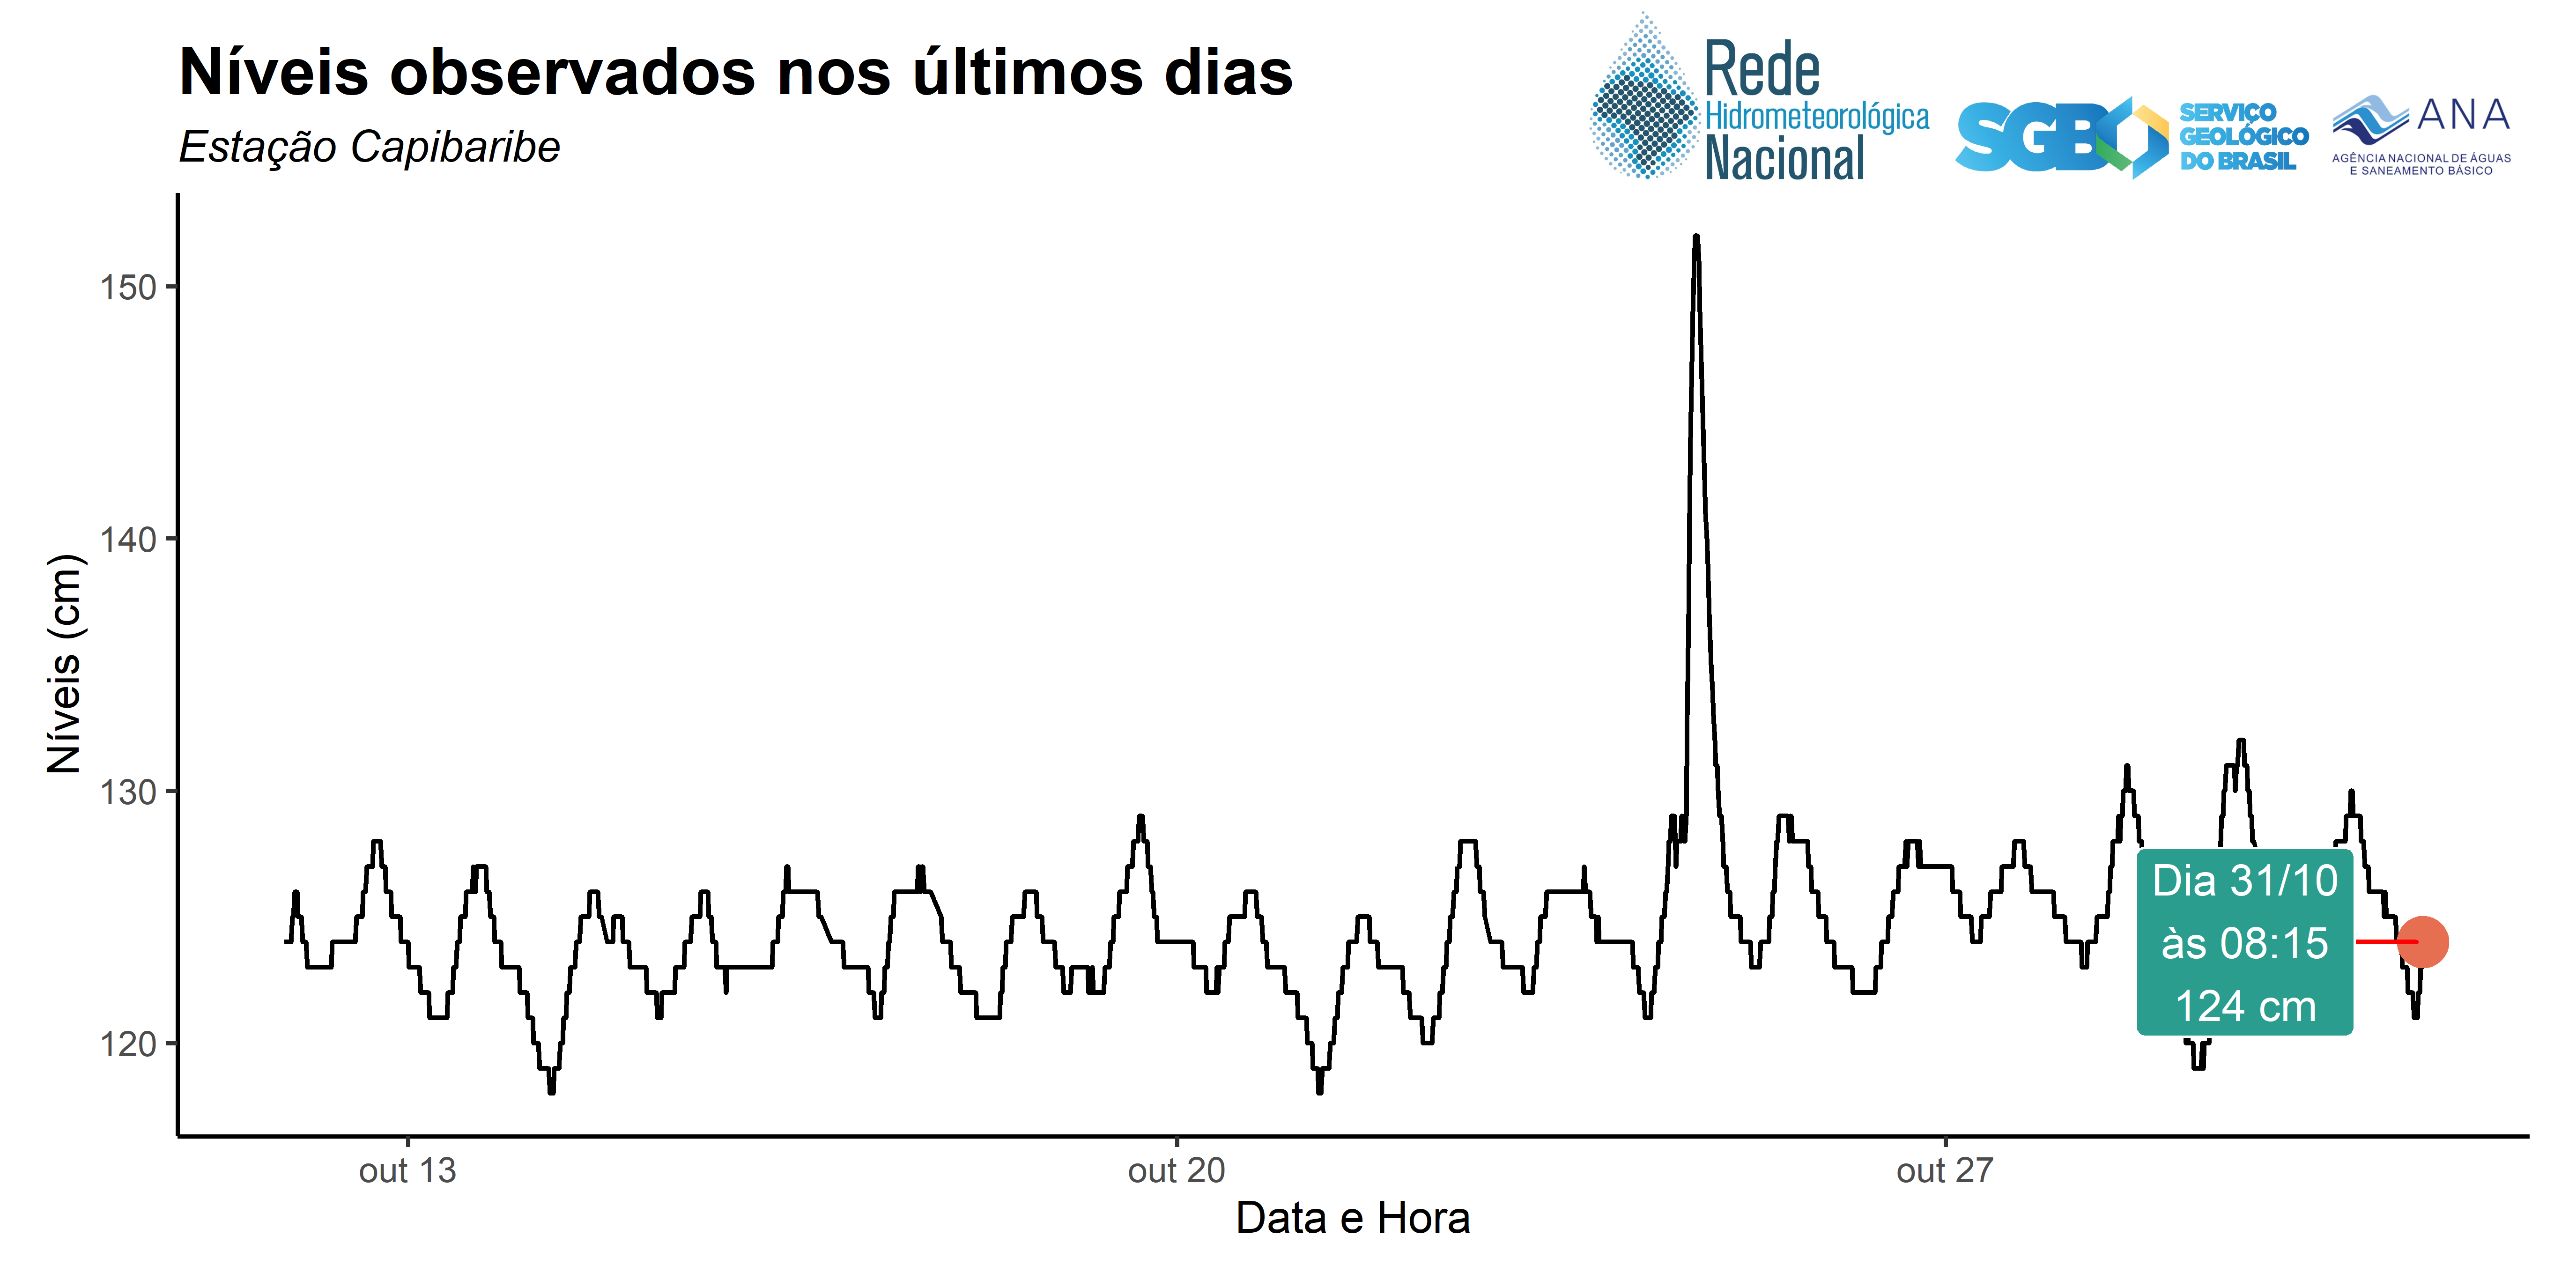 Níveis observados nos últimos dias
Estação Capibaribe
Rede
Hidrometeorológica
Nacional
SGB
SERVIÇO
GEOLÓGICO
DO BRASIL
ANA
AGÊNCIA NACIONAL DE ÁGUAS
E SANEAMENTO BÁSICO
Níveis (cm)
150
140
130
120
Dia 31/10
às 08:15
124 cm
out 13
out 20
out 27
Data e Hora